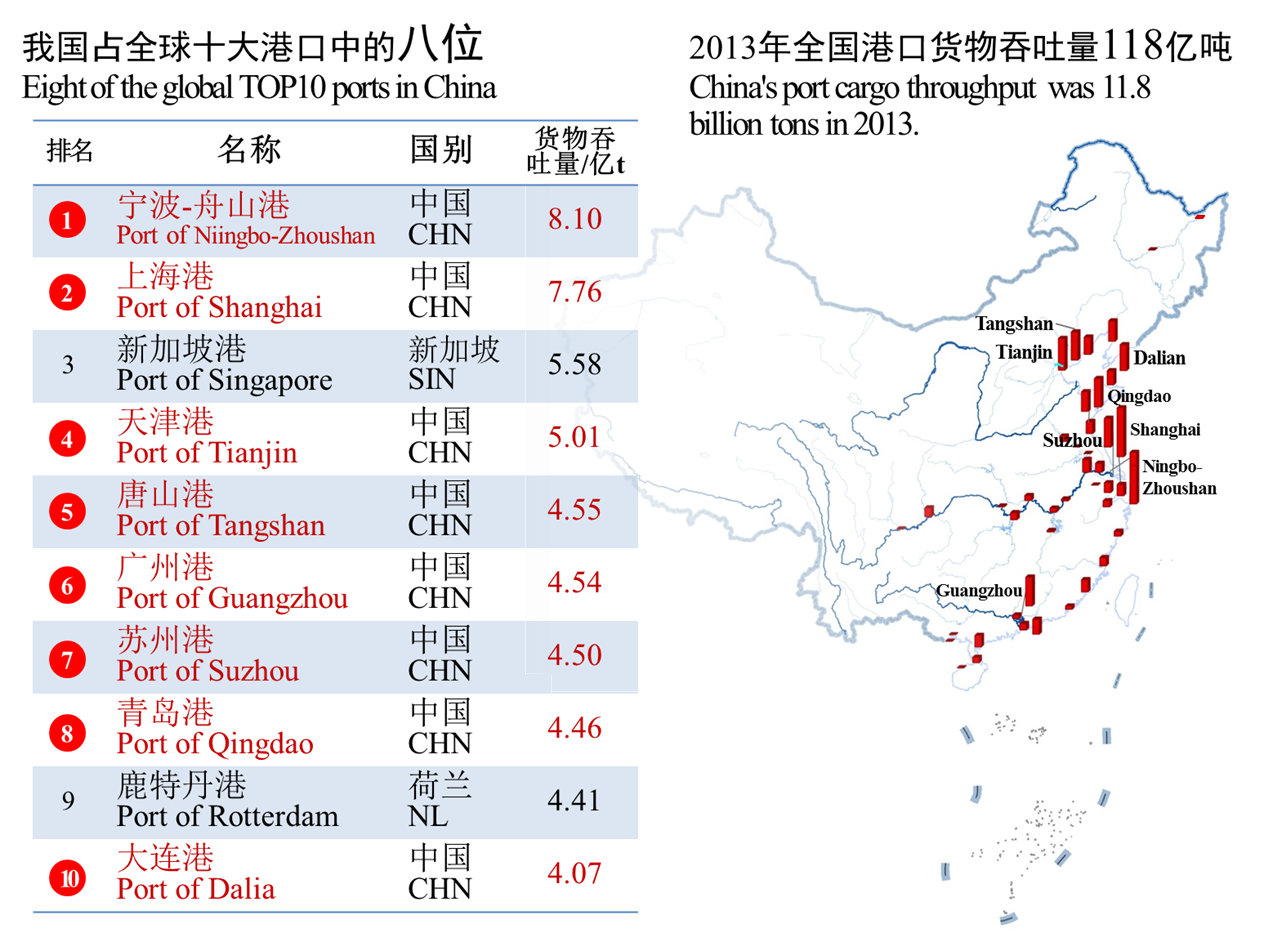 我国占全球十大港口中的八位
Eight of the global TOP10 ports in China
2013年全国港口货物吞吐量118亿吨
China's port cargo throughput was 11.8
billion tons in 2013.
排名 名称 国别 货物吞
吐量/亿t
1 宁波-舟山港 中国 8.10
Port of Niingbo-Zhoushan CHN
2 上海港 中国 7.76
Port of Shanghai CHN
3 新加坡港 新加坡 5.58
Port of Singapore SIN
4 天津港 中国 5.01
Port of Tianjin CHN
5 唐山港 中国 4.55
Port of Tangshan CHN
6 广州港 中国 4.54
Port of Guangzhou CHN
7 苏州港 中国 4.50
Port of Suzhou CHN
8 青岛港 中国 4.46
Port of Qingdao CHN
9 鹿特丹港 荷兰 4.41
Port of Rotterdam NL
10 大连港 中国 4.07
Port of Dalia CHN
Tangshan
Tianjin
Dalian
Qingdao
Shanghai
Suzhou
Ningbo-
Zhoushan
Guangzhou